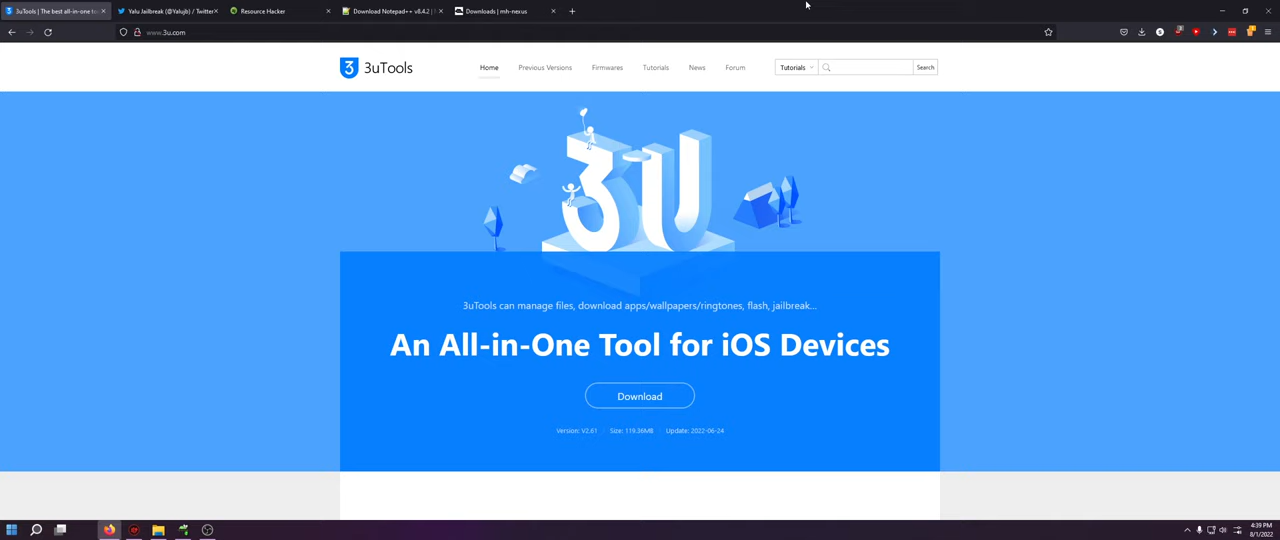 3uTools | The best all-in-one to
Yalu Jailbreak (@Yalujb) / Twitter
Resource Hacker
Download Notepad++ v8.4.2 |
Downloads | mh-nexus
www.3u.com
3uTools
Home
Previous Versions
Firmwares
Tutorials
News
Forum
Tutorials
Search
3U
3uTools can manage files, download apps/wallpapers/ringtones, flash, jailbreak...
An All-in-One Tool for iOS Devices
Download
Version: V2.61
Size: 119.36MB
Update: 2022-06-24
4:39 PM
8/1/2022